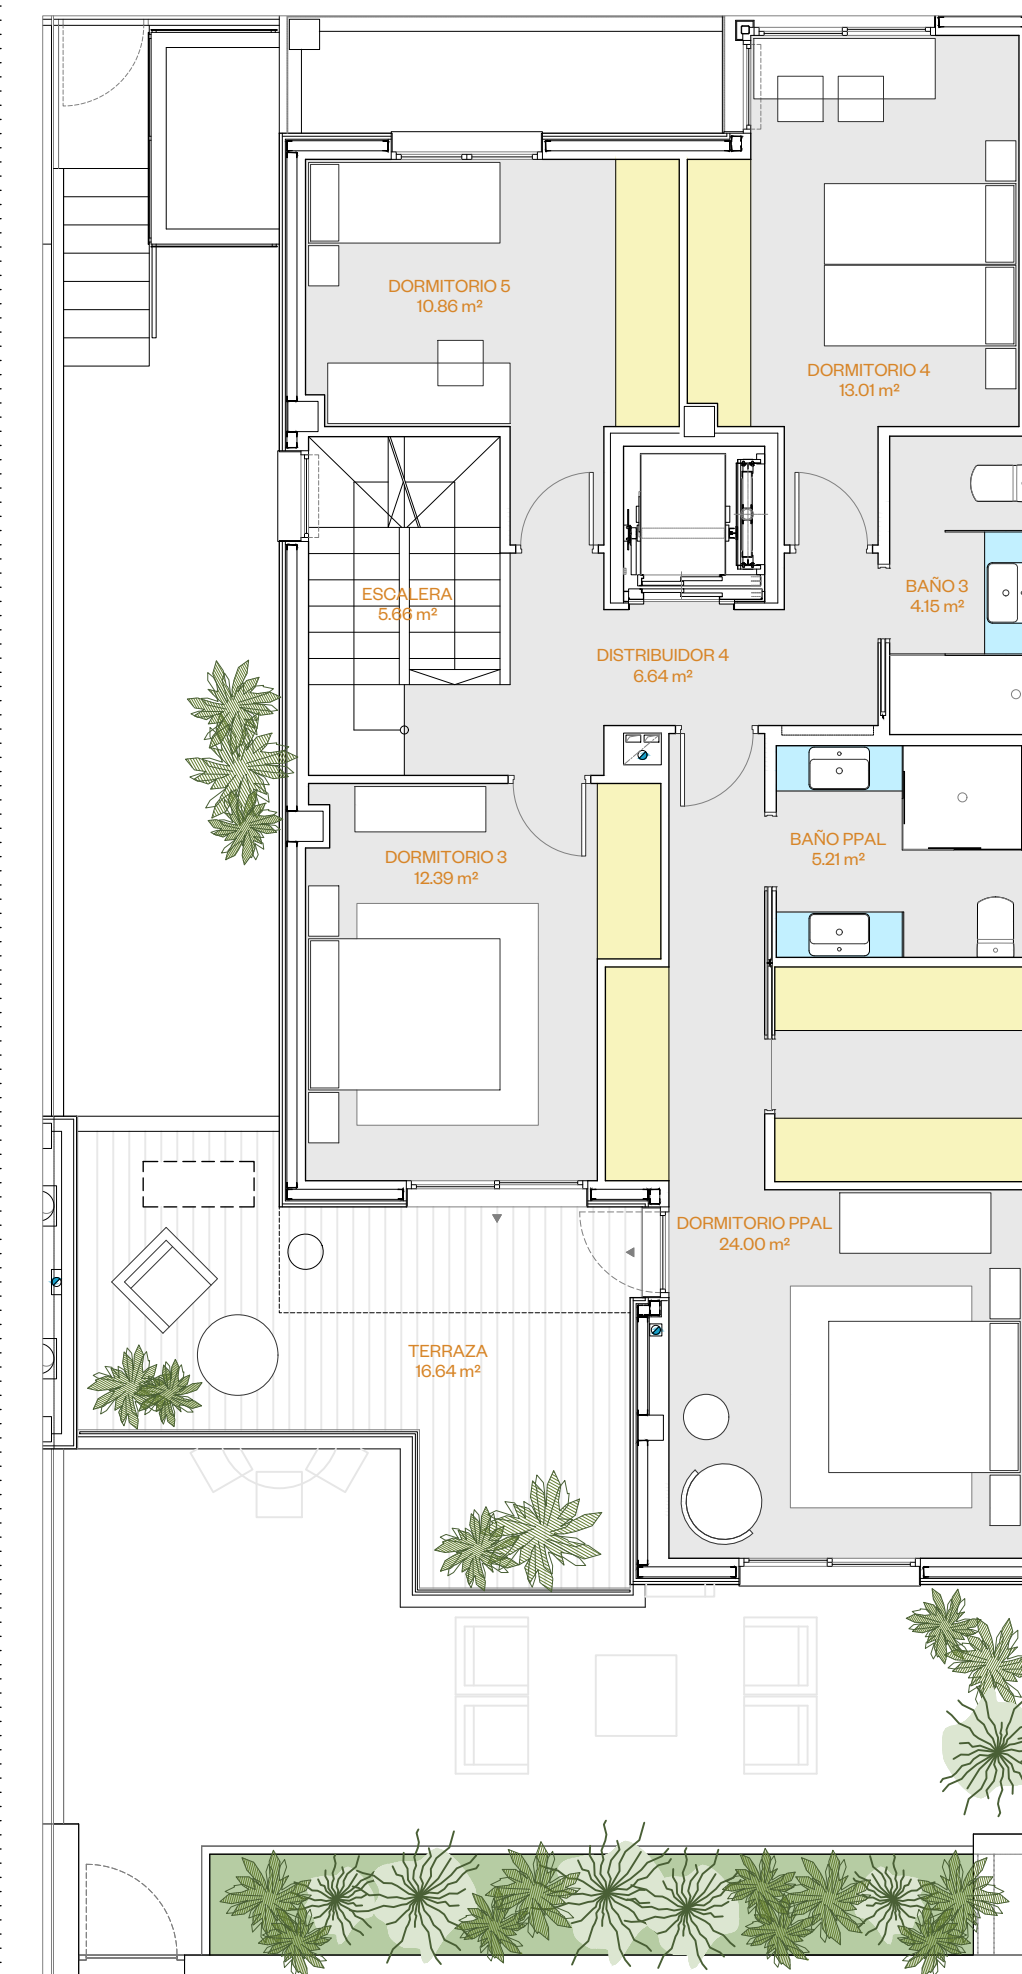 DORMITORIO 5
10.86 m²
DORMITORIO 4
13.01 m²
ESCALERA
5.66 m²
BAÑO 3
4.15 m²
DISTRIBUIDOR 4
6.64 m²
BAÑO PPAL
5.21 m²
DORMITORIO 3
12.39 m²
DORMITORIO PPAL
24.00 m²
TERRAZA
16.64 m²